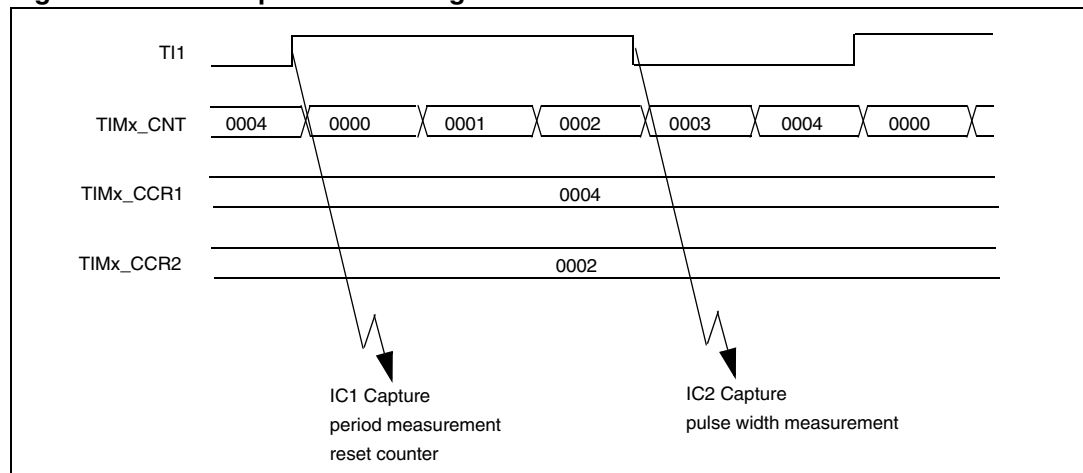 TI1
TIMx_CNT 0004 0000 0001 0002 0003 0004 0000
TIMx_CCR1 0004
TIMx_CCR2 0002
IC1 Capture
period measurement
reset counter
IC2 Capture
pulse width measurement